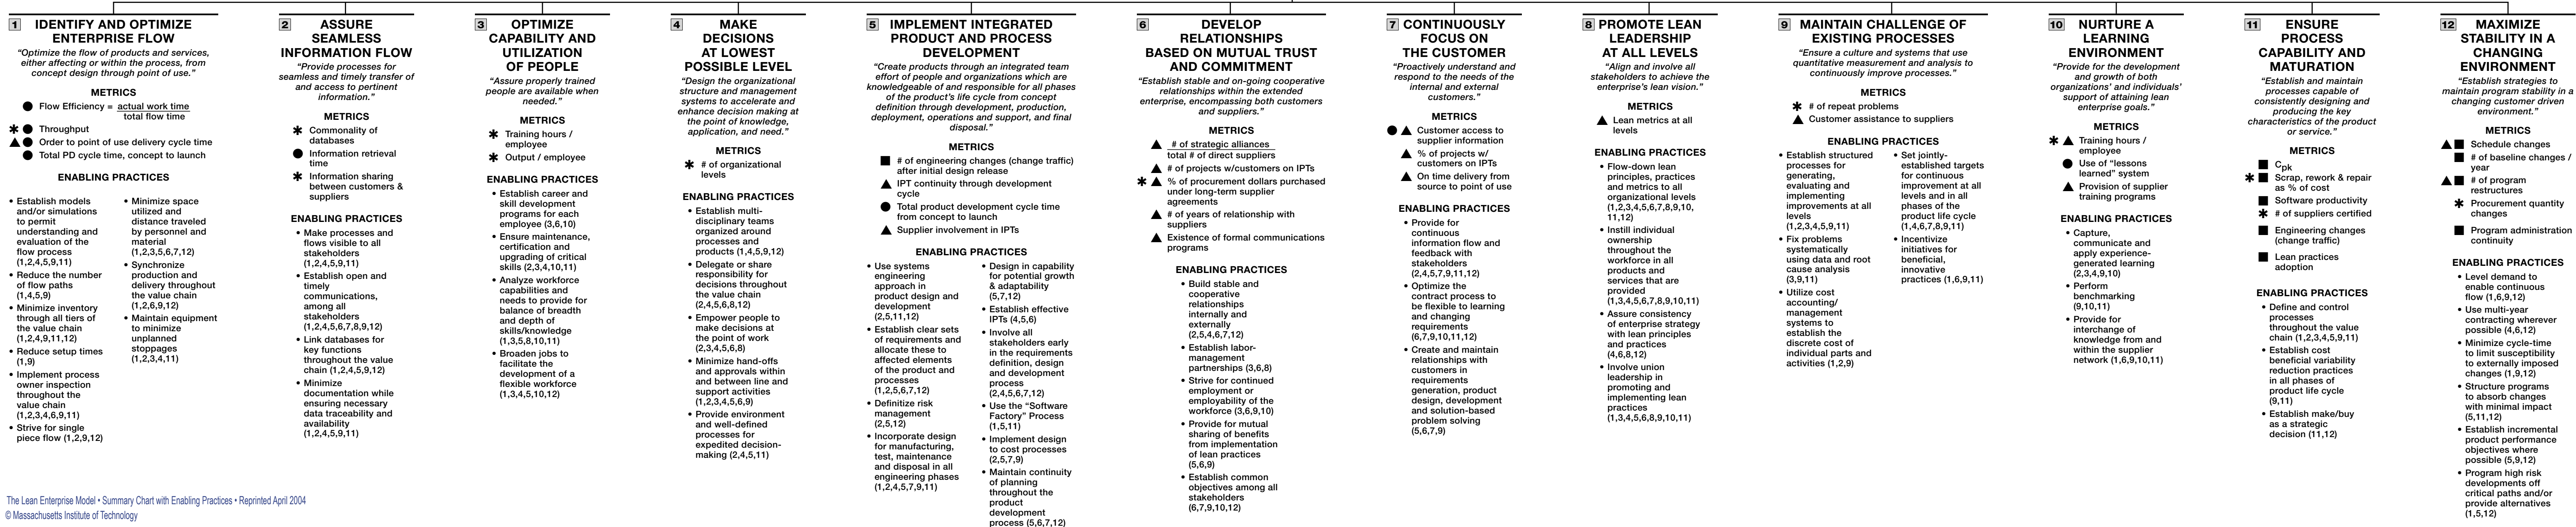 1 IDENTIFY AND OPTIMIZE
ENTERPRISE FLOW
“Optimize the flow of products and services,
either affecting or within the process, from
concept design through point of use.”
METRICS
● Flow Efficiency = actual work time
total flow time
✱ ● Throughput
▲ ● Order to point of use delivery cycle time
● Total PD cycle time, concept to launch
ENABLING PRACTICES
• Establish models
and/or simulations
to permit
understanding and
evaluation of the
flow process
(1,2,4,5,9,11)
• Reduce the number
of flow paths
(1,4,5,9)
• Minimize inventory
through all tiers of
the value chain
(1,2,4,9,11,12)
• Reduce setup times
(1,9)
• Implement process
owner inspection
throughout the
value chain
(1,2,3,4,6,9,11)
• Strive for single
piece flow (1,2,9,12)
• Minimize space
utilized and
distance traveled
by personnel and
material
(1,2,3,5,6,7,12)
• Synchronize
production and
delivery throughout
the value chain
(1,2,6,9,12)
• Maintain equipment
to minimize
unplanned
stoppages
(1,2,3,4,11)
2 ASSURE
SEAMLESS
INFORMATION FLOW
“Provide processes for
seamless and timely transfer of
and access to pertinent
information.”
METRICS
✱ Commonality of
databases
● Information retrieval
time
✱ Information sharing
between customers &
suppliers
ENABLING PRACTICES
• Make processes and
flows visible to all
stakeholders
(1,2,4,5,9,11)
• Establish open and
timely
communications,
among all
stakeholders
(1,2,4,5,6,7,8,9,12)
• Link databases for
key functions
throughout the value
chain (1,2,4,5,9,12)
• Minimize
documentation while
ensuring necessary
data traceability and
availability
(1,2,4,5,9,11)
3 OPTIMIZE
CAPABILITY AND
UTILIZATION
OF PEOPLE
“Assure properly trained
people are available when
needed.”
METRICS
✱ Training hours /
employee
✱ Output / employee
ENABLING PRACTICES
• Establish career and
skill development
programs for each
employee (3,6,10)
• Ensure maintenance,
certification and
upgrading of critical
skills (2,3,4,10,11)
• Analyze workforce
capabilities and
needs to provide for
balance of breadth
and depth of
skills/knowledge
(1,3,5,8,10,11)
• Broaden jobs to
facilitate the
development of a
flexible workforce
(1,3,4,5,10,12)
4 MAKE
DECISIONS
AT LOWEST
POSSIBLE LEVEL
“Design the organizational
structure and management
systems to accelerate and
enhance decision making at
the point of knowledge,
application, and need.”
METRICS
✱ # of organizational
levels
ENABLING PRACTICES
• Establish multi-
disciplinary teams
organized around
processes and
products (1,4,5,9,12)
• Delegate or share
responsibility for
decisions throughout
the value chain
(2,4,5,6,8,12)
• Empower people to
make decisions at
the point of work
(2,3,4,5,6,8)
• Minimize hand-offs
and approvals within
and between line and
support activities
(1,2,3,4,5,6,9)
• Provide environment
and well-defined
processes for
expedited decision-
making (2,4,5,11)
5 IMPLEMENT INTEGRATED
PRODUCT AND PROCESS
DEVELOPMENT
“Create products through an integrated team
effort of people and organizations which are
knowledgeable of and responsible for all phases
of the product’s life cycle from concept
definition through development, production,
deployment, operations and support, and final
disposal.”
METRICS
■ # of engineering changes (change traffic)
after initial design release
▲ IPT continuity through development
cycle
● Total product development cycle time
from concept to launch
▲ Supplier involvement in IPTs
ENABLING PRACTICES
• Use systems
engineering
approach in
product design and
development
(2,5,11,12)
• Establish clear sets
of requirements and
allocate these to
affected elements
of the product and
processes
(1,2,5,6,7,12)
• Definitize risk
management
(2,5,12)
• Incorporate design
for manufacturing,
test, maintenance
and disposal in all
engineering phases
(1,2,4,5,7,9,11)
• Design in capability
for potential growth
& adaptability
(5,7,12)
• Establish effective
IPTs (4,5,6)
• Involve all
stakeholders early
in the requirements
definition, design
and development
process
(2,4,5,6,7,12)
• Use the “Software
Factory” Process
(1,5,11)
• Implement design
to cost processes
(2,5,7,9)
• Maintain continuity
of planning
throughout the
product
development
process (5,6,7,12)
6 DEVELOP
RELATIONSHIPS
BASED ON MUTUAL TRUST
AND COMMITMENT
“Establish stable and on-going cooperative
relationships within the extended
enterprise, encompassing both customers
and suppliers.”
METRICS
▲ # of strategic alliances
total # of direct suppliers
▲ # of projects w/customers on IPTs
✱ ▲ % of procurement dollars purchased
under long-term supplier
agreements
▲ # of years of relationship with
suppliers
▲ Existence of formal communications
programs
ENABLING PRACTICES
• Build stable and
cooperative
relationships
internally and
externally
(2,5,4,6,7,12)
• Establish labor-
management
partnerships (3,6,8)
• Strive for continued
employment or
employability of the
workforce (3,6,9,10)
• Provide for mutual
sharing of benefits
from implementation
of lean practices
(5,6,9)
• Establish common
objectives among all
stakeholders
(6,7,9,10,12)
7 CONTINUOUSLY
FOCUS ON
THE CUSTOMER
“Proactively understand and
respond to the needs of the
internal and external
customers.”
METRICS
● ▲ Customer access to
supplier information
▲ % of projects w/
customers on IPTs
▲ On time delivery from
source to point of use
ENABLING PRACTICES
• Provide for
continuous
information flow and
feedback with
stakeholders
(2,4,5,7,9,11,12)
• Optimize the
contract process to
be flexible to learning
and changing
requirements
(6,7,9,10,11,12)
• Create and maintain
relationships with
customers in
requirements
generation, product
design, development
and solution-based
problem solving
(5,6,7,9)
8 PROMOTE LEAN
LEADERSHIP
AT ALL LEVELS
“Align and involve all
stakeholders to achieve the
enterprise’s lean vision.”
METRICS
▲ Lean metrics at all
levels
ENABLING PRACTICES
• Flow-down lean
principles, practices
and metrics to all
organizational levels
(1,2,3,4,5,6,7,8,9,10,
11,12)
• Instill individual
ownership
throughout the
workforce in all
products and
services that are
provided
(1,3,4,5,6,7,8,9,10,11)
• Assure consistency
of enterprise strategy
with lean principles
and practices
(4,6,8,12)
• Involve union
leadership in
promoting and
implementing lean
practices
(1,3,4,5,6,8,9,10,11)
9 MAINTAIN CHALLENGE OF
EXISTING PROCESSES
“Ensure a culture and systems that use
quantitative measurement and analysis to
continuously improve processes.”
METRICS
✱ # of repeat problems
▲ Customer assistance to suppliers
ENABLING PRACTICES
• Establish structured
processes for
generating,
evaluating and
implementing
improvements at all
levels
(1,2,3,4,5,9,11)
• Fix problems
systematically
using data and root
cause analysis
(3,9,11)
• Utilize cost
accounting/
management
systems to
establish the
discrete cost of
individual parts and
activities (1,2,9)
• Set jointly-
established targets
for continuous
improvement at all
levels and in all
phases of the
product life cycle
(1,4,6,7,8,9,11)
• Incentivize
initiatives for
beneficial,
innovative
practices (1,6,9,11)
10 NURTURE A
LEARNING
ENVIRONMENT
“Provide for the development
and growth of both
organizations’ and individuals’
support of attaining lean
enterprise goals.”
METRICS
✱ ▲ Training hours /
employee
● Use of “lessons
learned” system
▲ Provision of supplier
training programs
ENABLING PRACTICES
• Capture,
communicate and
apply experience-
generated learning
(2,3,4,9,10)
• Perform
benchmarking
(9,10,11)
• Provide for
interchange of
knowledge from and
within the supplier
network (1,6,9,10,11)
11 ENSURE
PROCESS
CAPABILITY AND
MATURATION
“Establish and maintain
processes capable of
consistently designing and
producing the key
characteristics of the product
or service.”
METRICS
■ Cpk
✱ ■ Scrap, rework & repair
as % of cost
■ Software productivity
✱ # of suppliers certified
■ Engineering changes
(change traffic)
■ Lean practices
adoption
ENABLING PRACTICES
• Define and control
processes
throughout the value
chain (1,2,3,4,5,9,11)
• Establish cost
beneficial variability
reduction practices
in all phases of
product life cycle
(9,11)
• Establish make/buy
as a strategic
decision (11,12)
12 MAXIMIZE
STABILITY IN A
CHANGING
ENVIRONMENT
“Establish strategies to
maintain program stability in a
changing customer driven
environment.”
METRICS
▲ ■ Schedule changes
■ # of baseline changes /
year
▲ ■ # of program
restructures
✱ Procurement quantity
changes
■ Program administration
continuity
ENABLING PRACTICES
• Level demand to
enable continuous
flow (1,6,9,12)
• Use multi-year
contracting wherever
possible (4,6,12)
• Minimize cycle-time
to limit susceptibility
to externally imposed
changes (1,9,12)
• Structure programs
to absorb changes
with minimal impact
(5,11,12)
• Establish incremental
product performance
objectives where
possible (5,9,12)
• Program high risk
developments off
critical paths and/or
provide alternatives
(1,5,12)
The Lean Enterprise Model • Summary Chart with Enabling Practices • Reprinted April 2004
© Massachusetts Institute of Technology